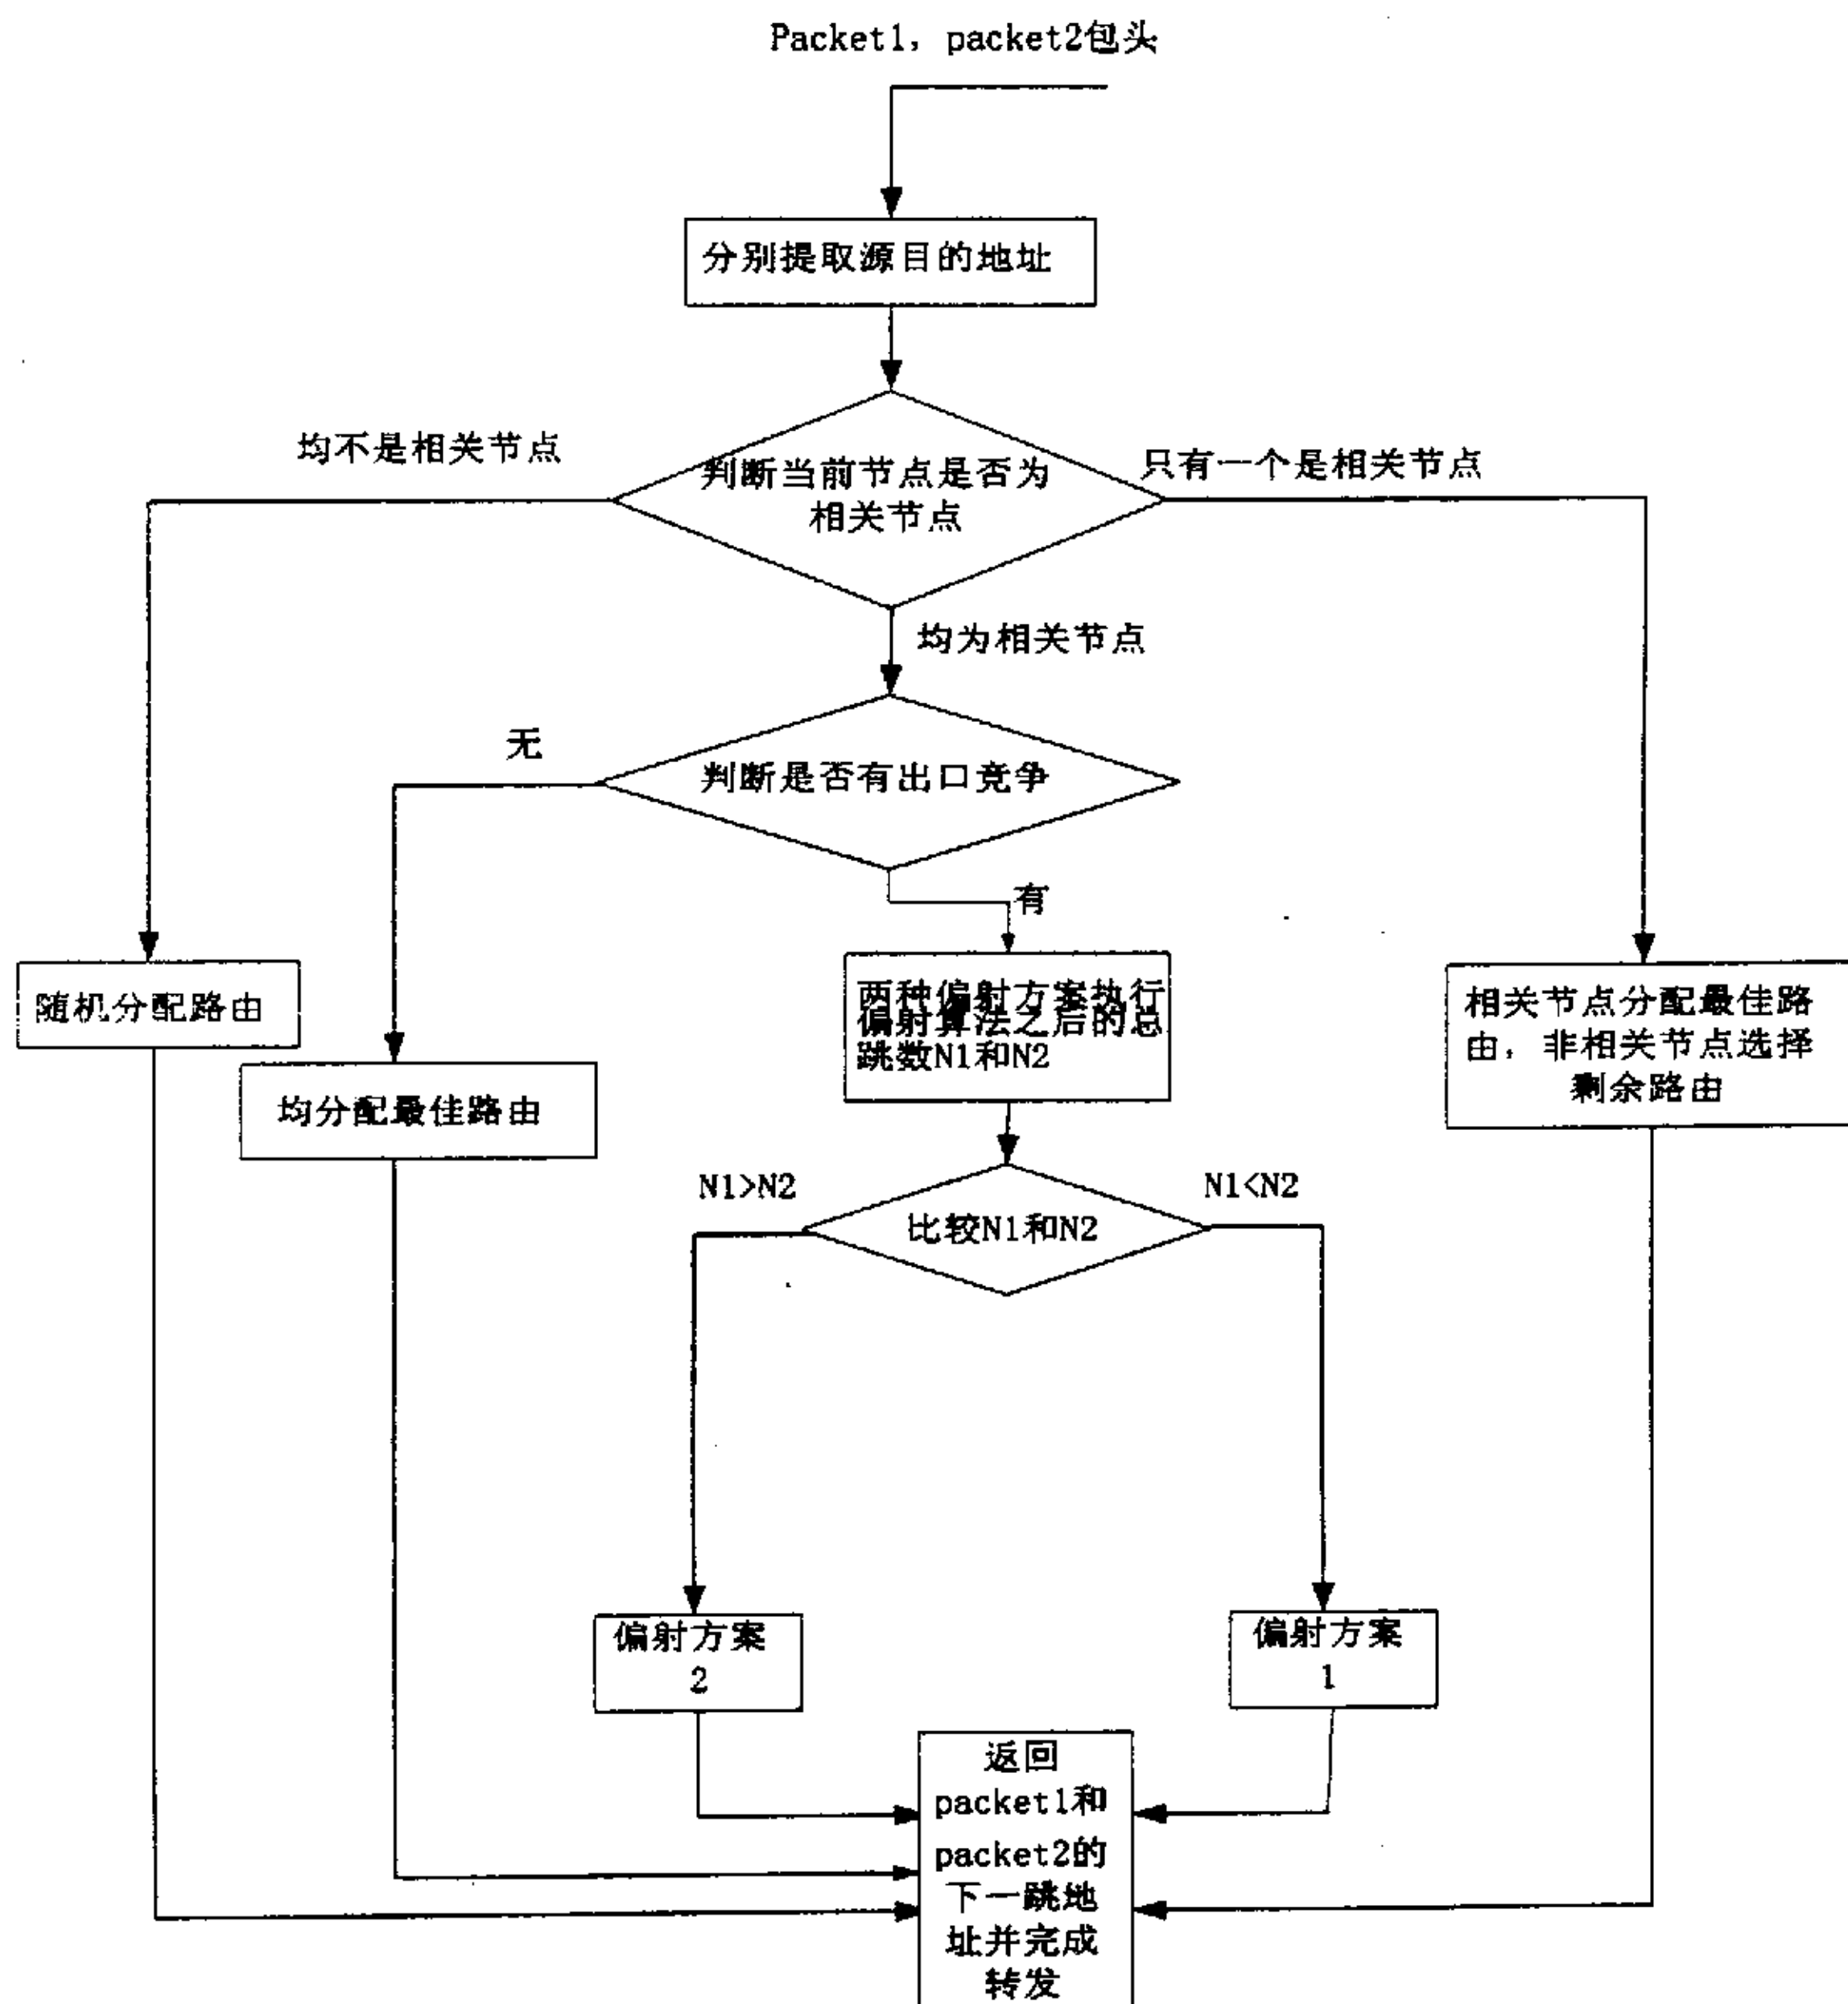 Packet1, packet2包头
分别提取源目的地址
均不是相关节点
判断当前节点是否为
相关节点
只有一个是相关节点
均为相关节点
无
判断是否有出口竞争
有
随机分配路由
均分配最佳路由
两种偏射方案执行
偏射算法之后的总
跳数N1和N2
相关节点分配最佳路
由，非相关节点选择
剩余路由
N1>N2
比较N1和N2
N1<N2
偏射方案
2
偏射方案
1
返回
packet1和
packet2的
下一跳地
址并完成
转发